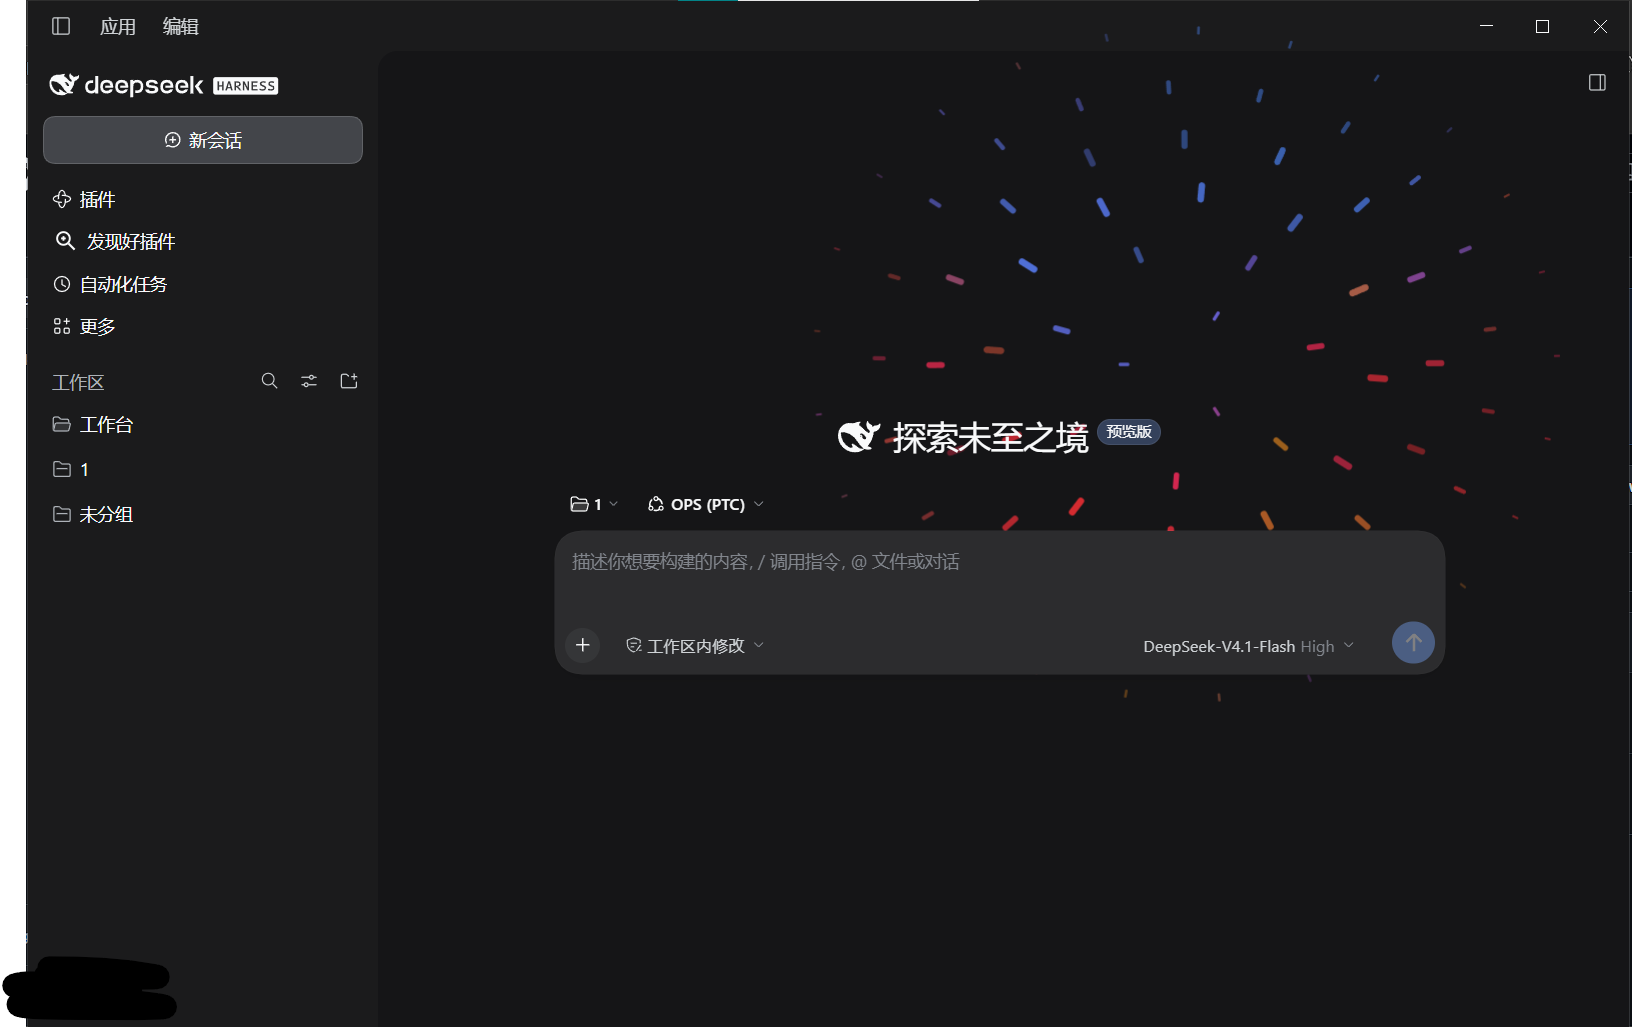 应用 编辑
deepseek HARNESS
新会话
插件
发现好插件
自动化任务
更多
工作区
工作台
1
未分组
探索未至之境 预览版
1 OPS (PTC)
描述你想要构建的内容, / 调用指令, @ 文件或对话
工作区内修改 DeepSeek-V4.1-Flash High